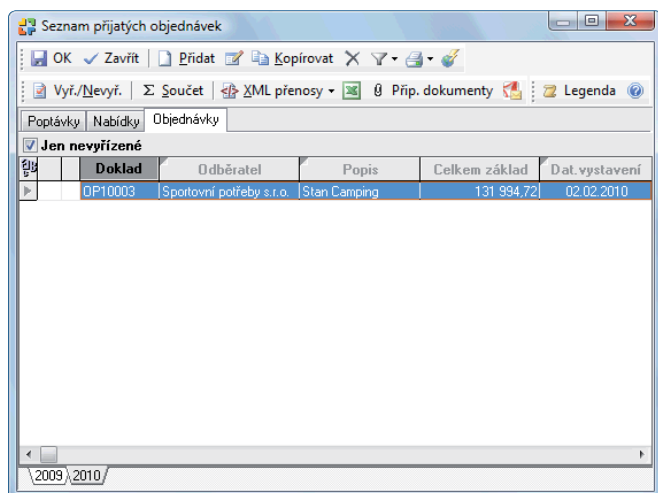 Seznam přijatých objednávek
OK Zavřít Přidat Kopírovat
Vyř./Nevyř. Σ Součet XML přenosy Přip. dokumenty Legenda
Poptávky Nabídky Objednávky
Jen nevyřízené
Doklad Odběratel Popis Celkem základ Dat.vystavení
OP10003 Sportovní potřeby s.r.o. Stan Camping 131 994,72 02.02.2010
2009 2010